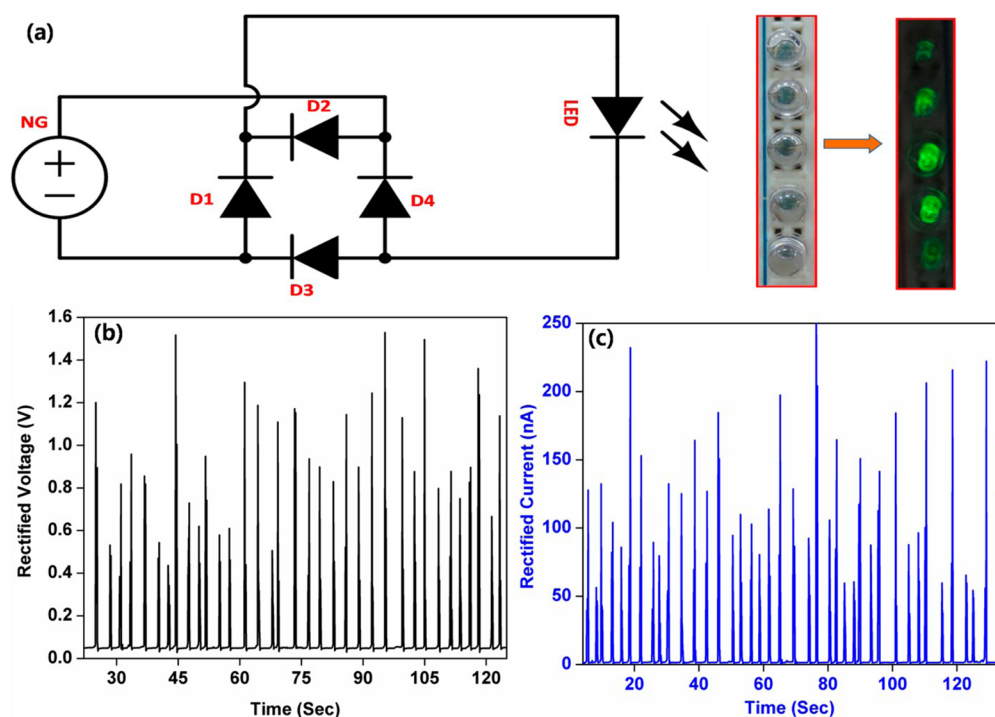 (a)
NG
D2
D1
D4
D3
LED
(b)
Rectified Voltage (V)
1.6
1.4
1.2
1.0
0.8
0.6
0.4
0.2
0.0
30 45 60 75 90 105 120
Time (Sec)
(c)
Rectified Current (nA)
250
200
150
100
50
0
20 40 60 80 100 120
Time (Sec)